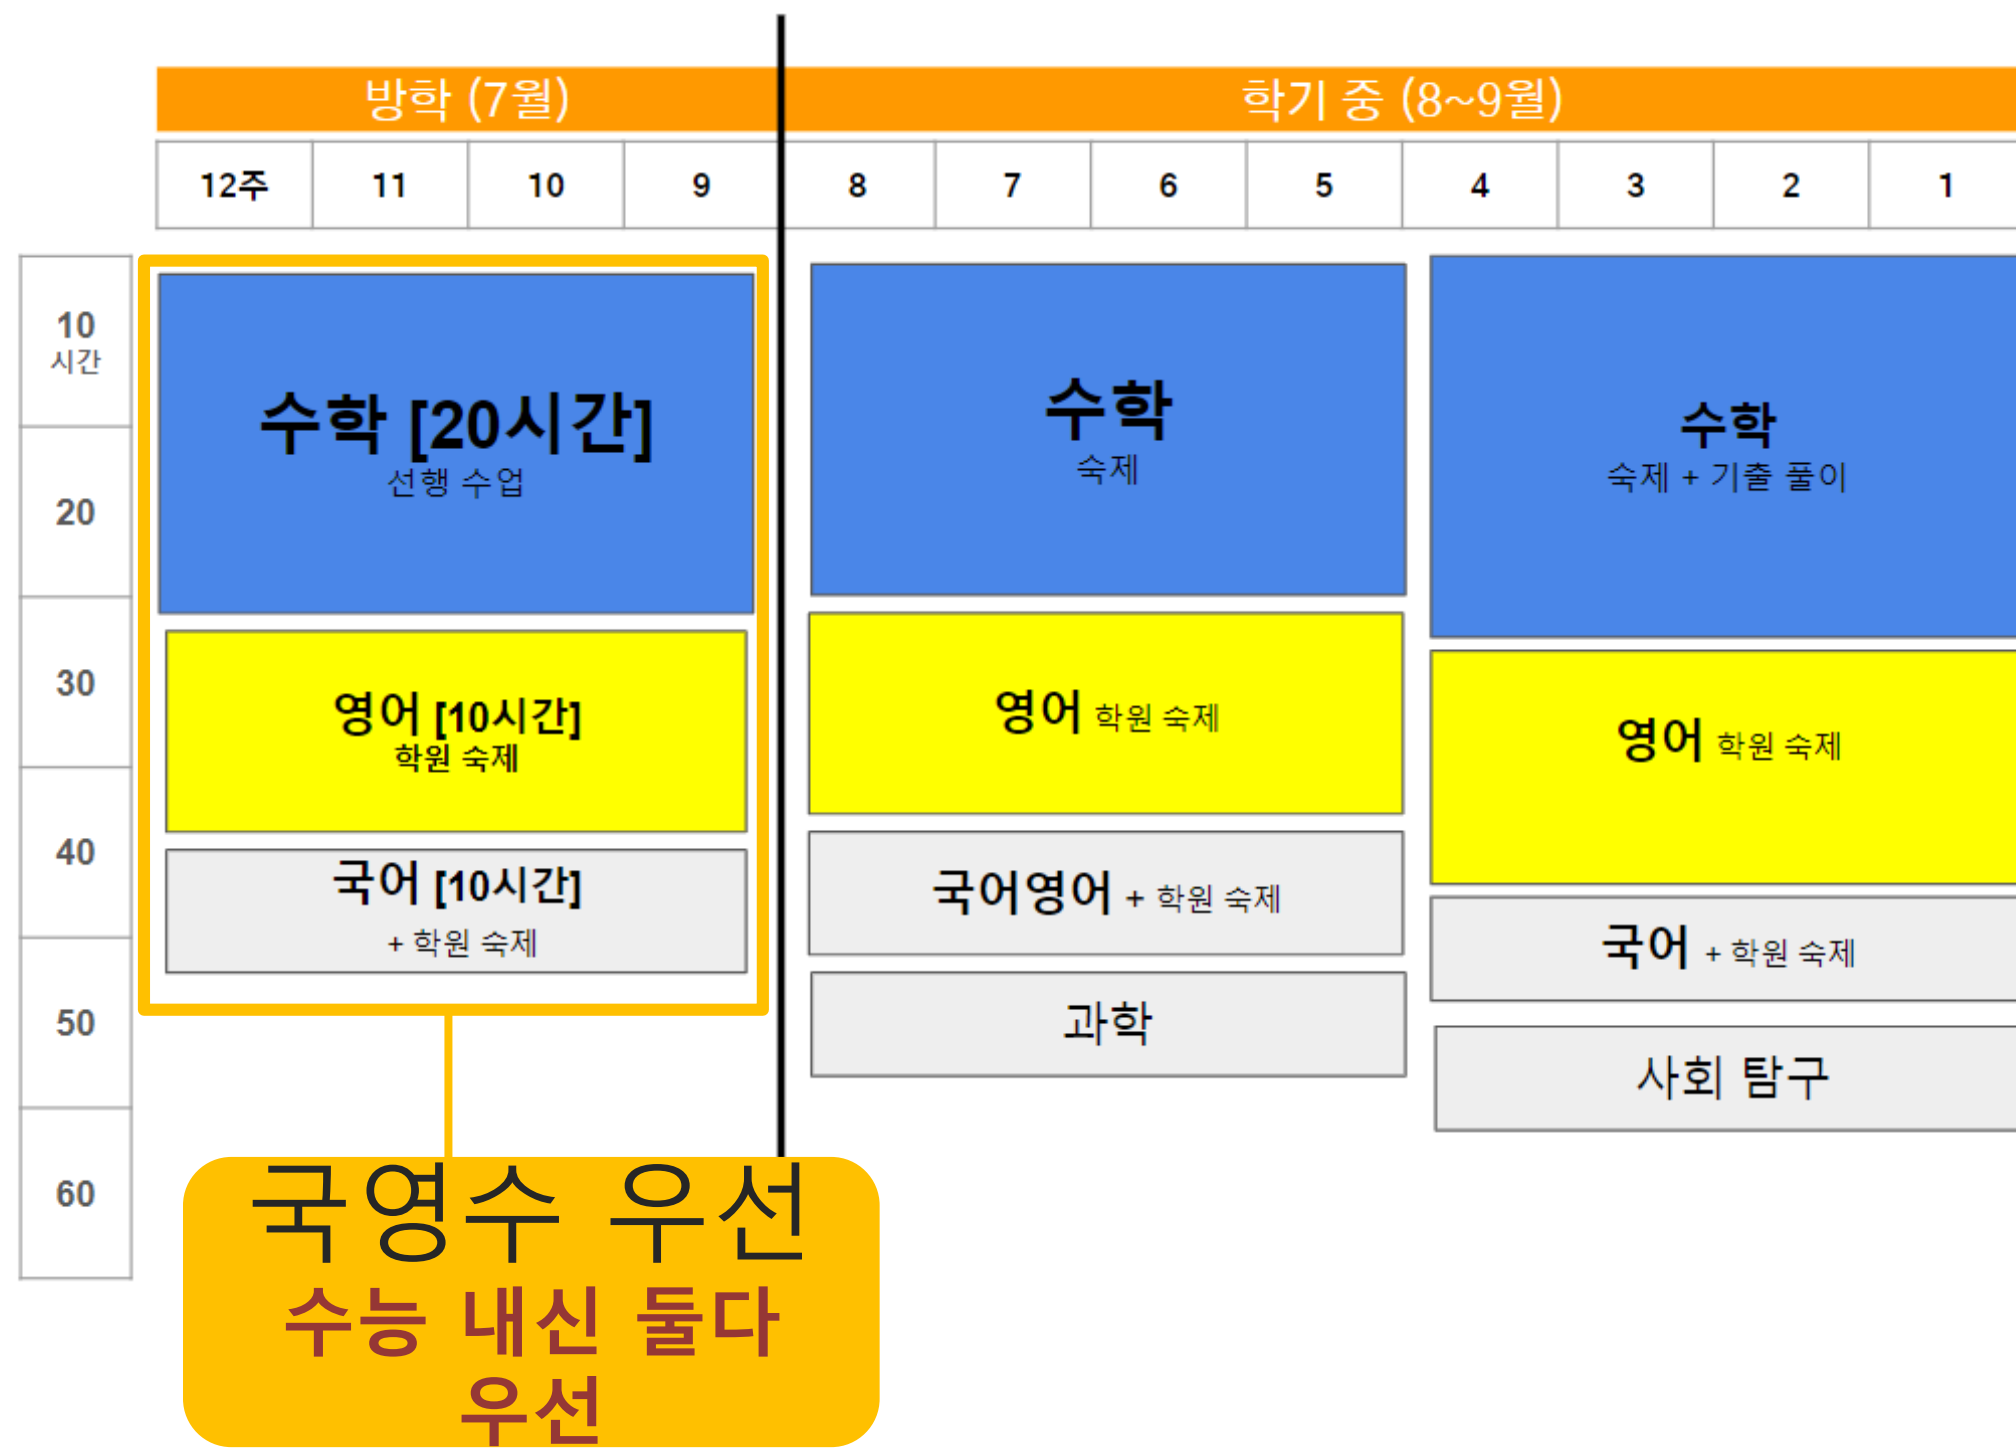 방학 (7월)
학기 중 (8~9월)
12주 11 10 9 8 7 6 5 4 3 2 1
10
시간
20
30
40
50
60
수학 [20시간]
선행 수업
영어 [10시간]
학원 숙제
국어 [10시간]
+ 학원 숙제
수학
숙제
영어 학원 숙제
국어영어 + 학원 숙제
과학
수학
숙제 + 기출 풀이
영어 학원 숙제
국어 + 학원 숙제
사회 탐구
국영수 우선
수능 내신 둘다
우선